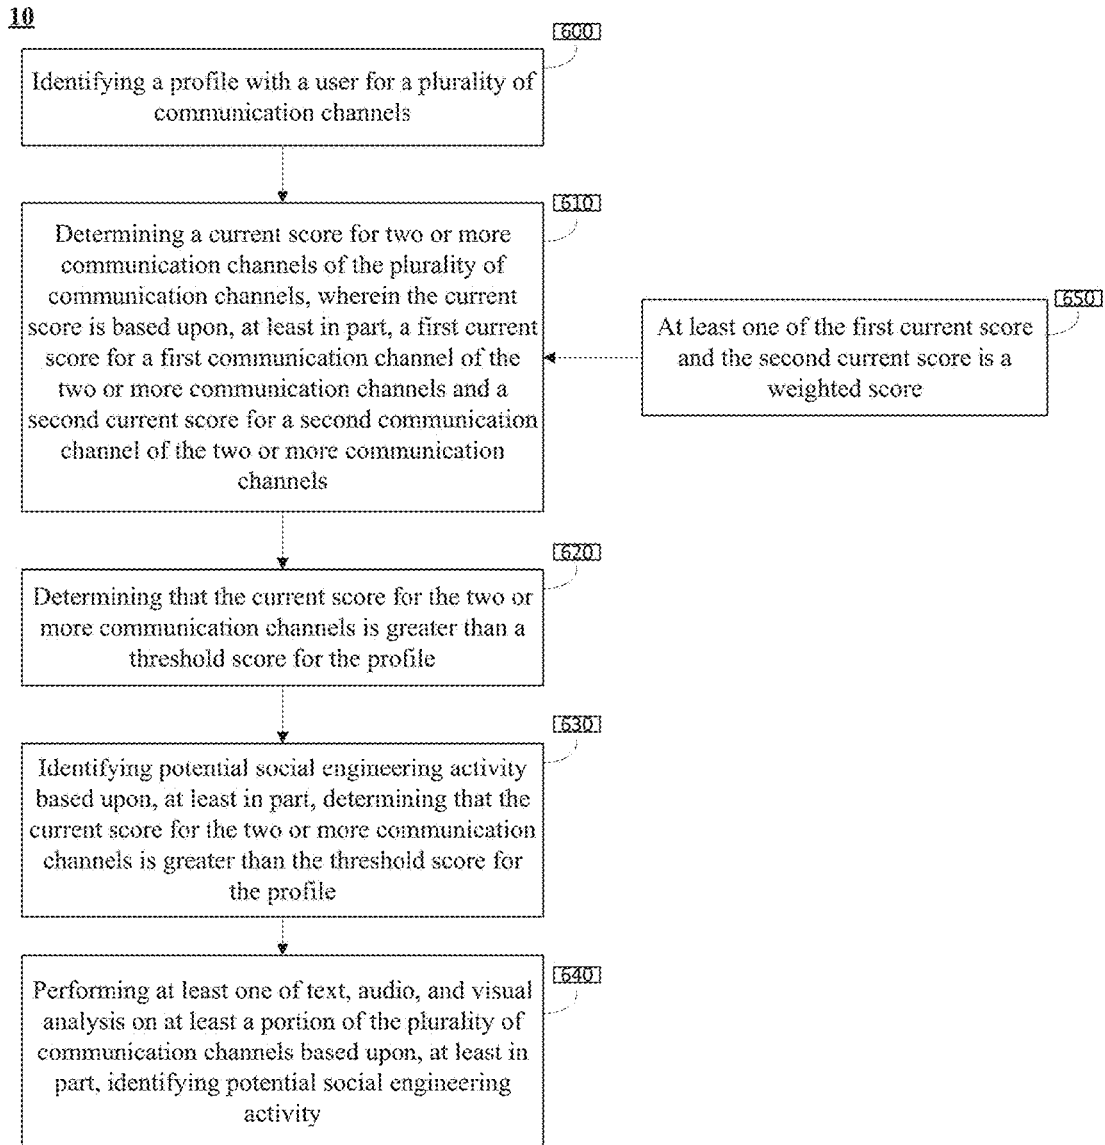 10
600
Identifying a profile with a user for a plurality of
communication channels
610
Determining a current score for two or more
communication channels of the plurality of
communication channels, wherein the current
score is based upon, at least in part, a first current
score for a first communication channel of the
two or more communication channels and a
second current score for a second communication
channel of the two or more communication
channels
650
At least one of the first current score
and the second current score is a
weighted score
620
Determining that the current score for the two or
more communication channels is greater than a
threshold score for the profile
630
Identifying potential social engineering activity
based upon, at least in part, determining that the
current score for the two or more communication
channels is greater than the threshold score for
the profile
640
Performing at least one of text, audio, and visual
analysis on at least a portion of the plurality of
communication channels based upon, at least in
part, identifying potential social engineering
activity